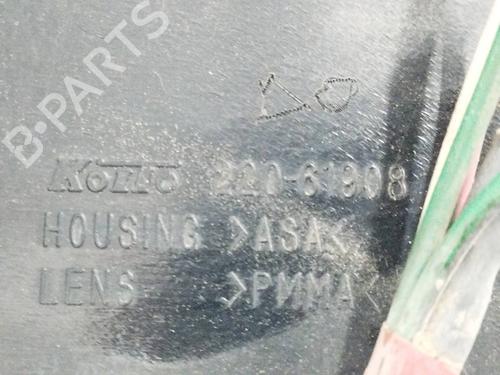 B-PARTS
KOITO 220-61908
HOUSING >ASA<
LENS >PMMA<